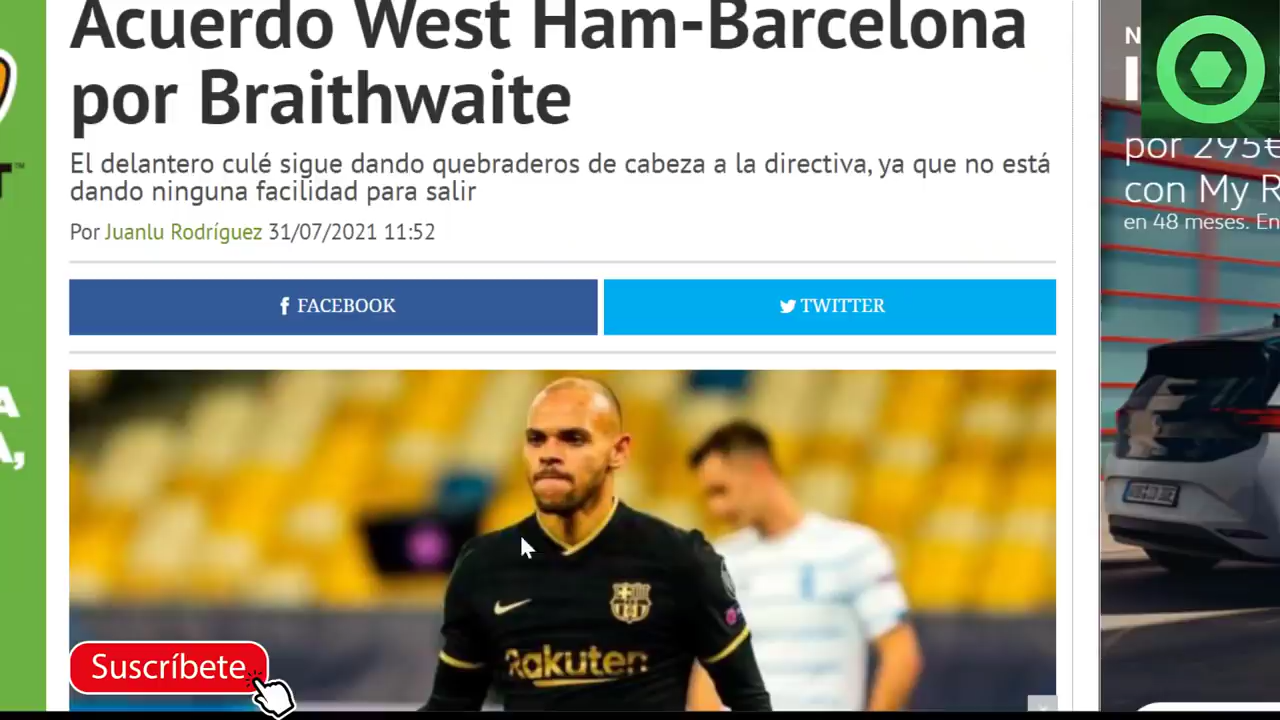 Acuerdo West Ham-Barcelona
por Braithwaite
El delantero culé sigue dando quebraderos de cabeza a la directiva, ya que no está
dando ninguna facilidad para salir
Por Juanlu Rodríguez 31/07/2021 11:52
FACEBOOK
TWITTER
Rakuten
Suscríbete
por 295€
con My R
en 48 meses. En